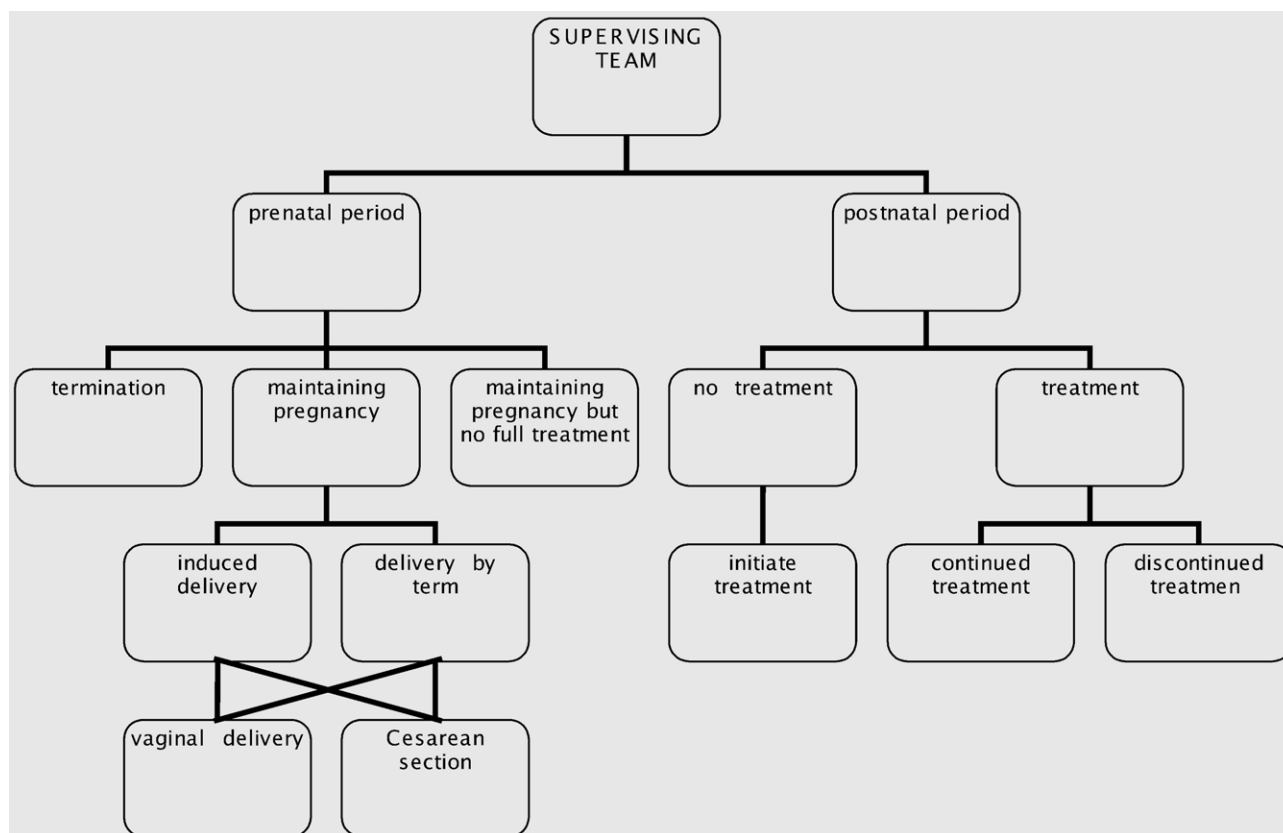 SUPERVISING
TEAM
prenatal period
postnatal period
termination
maintaining
pregnancy
maintaining
pregnancy but
no full treatment
no treatment
treatment
induced
delivery
delivery by
term
initiate
treatment
continued
treatment
discontinued
treatmen
vaginal delivery
Cesarean
section